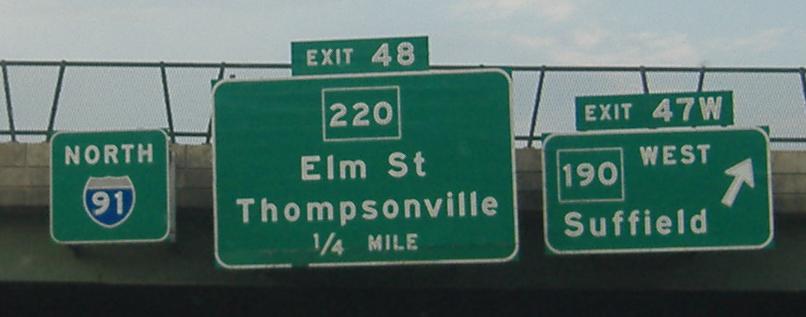 NORTH
91
EXIT 48
220
Elm St
Thompsonville
1/4 MILE
EXIT 47W
190 WEST
Suffield